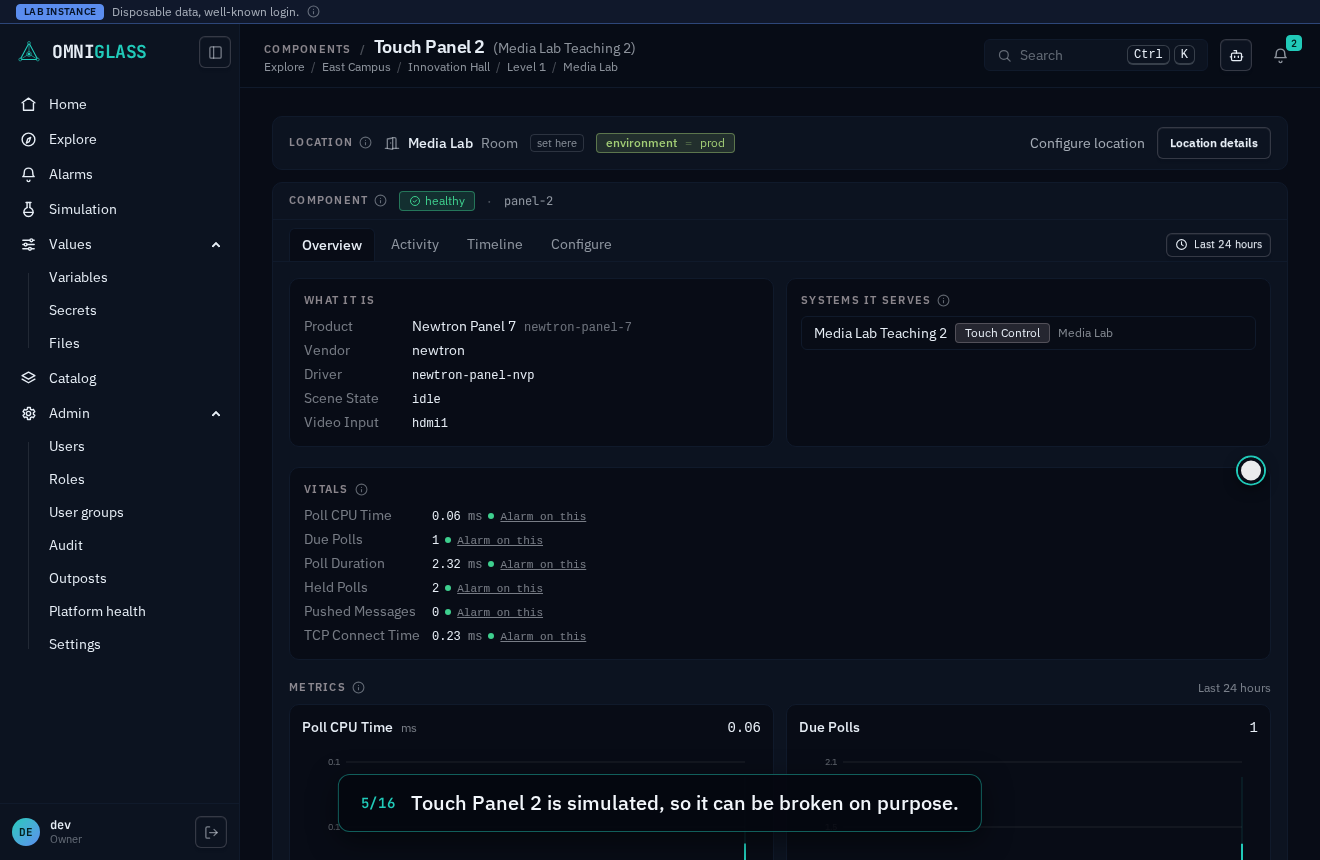 LAB INSTANCE Disposable data, well-known login.
OMNIGLASS
COMPONENTS / Touch Panel 2 (Media Lab Teaching 2)
Explore / East Campus / Innovation Hall / Level 1 / Media Lab
Search Ctrl K
2
Home
Explore
Alarms
Simulation
Values
Variables
Secrets
Files
Catalog
Admin
Users
Roles
User groups
Audit
Outposts
Platform health
Settings
DE dev
Owner
LOCATION Media Lab Room set here environment = prod Configure location Location details
COMPONENT healthy · panel-2
Overview Activity Timeline Configure Last 24 hours
WHAT IT IS
Product Newtron Panel 7 newtron-panel-7
Vendor newtron
Driver newtron-panel-nvp
Scene State idle
Video Input hdmi1
SYSTEMS IT SERVES
Media Lab Teaching 2 Touch Control Media Lab
VITALS
Poll CPU Time 0.06 ms Alarm on this
Due Polls 1 Alarm on this
Poll Duration 2.32 ms Alarm on this
Held Polls 2 Alarm on this
Pushed Messages 0 Alarm on this
TCP Connect Time 0.23 ms Alarm on this
METRICS Last 24 hours
Poll CPU Time ms 0.06
0.1
0.1
Due Polls 1
2.1
5/16 Touch Panel 2 is simulated, so it can be broken on purpose.